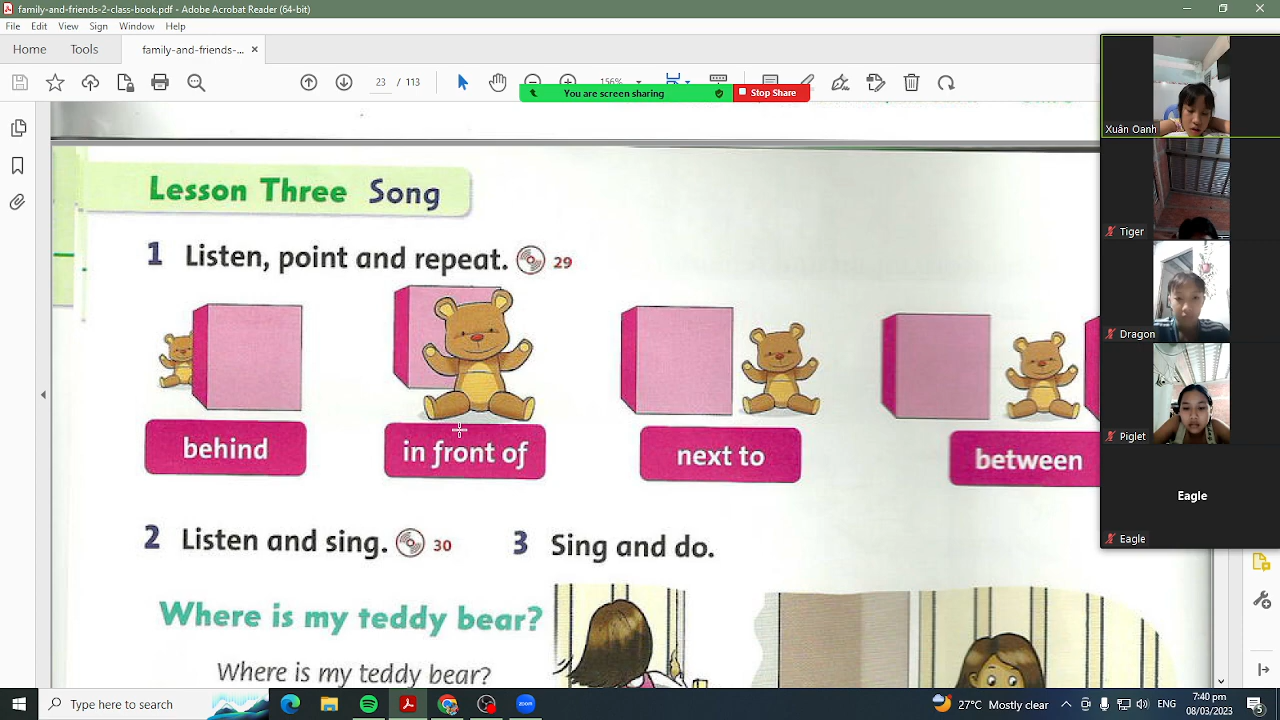 family-and-friends-2-class-book.pdf - Adobe Acrobat Reader (64-bit)
File Edit View Sign Window Help
Home Tools family-and-friends-...
23 / 113 156%
You are screen sharing Stop Share
Lesson Three Song
1 Listen, point and repeat. 29
behind in front of next to between
2 Listen and sing. 30 3 Sing and do.
Where is my teddy bear?
Where is my teddy bear?
Xuân Oanh
Tiger
Dragon
Piglet
Eagle
Eagle
Type here to search
zoom
27°C Mostly clear
7:40 pm
08/03/2023